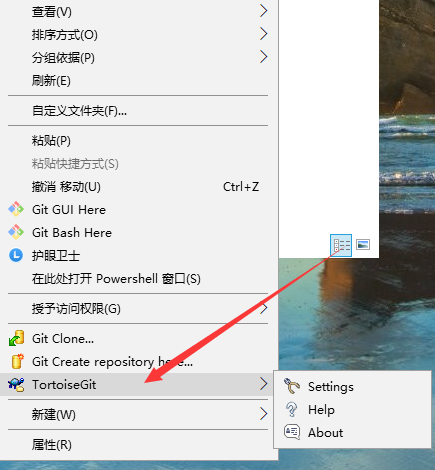 查看(V)
排序方式(O)
分组依据(P)
刷新(E)
自定义文件夹(F)...
粘贴(P)
粘贴快捷方式(S)
撤消 移动(U) Ctrl+Z
Git GUI Here
Git Bash Here
护眼卫士
在此处打开 Powershell 窗口(S)
授予访问权限(G)
Git Clone...
Git Create repository here...
TortoiseGit
Settings
Help
About
新建(W)
属性(R)